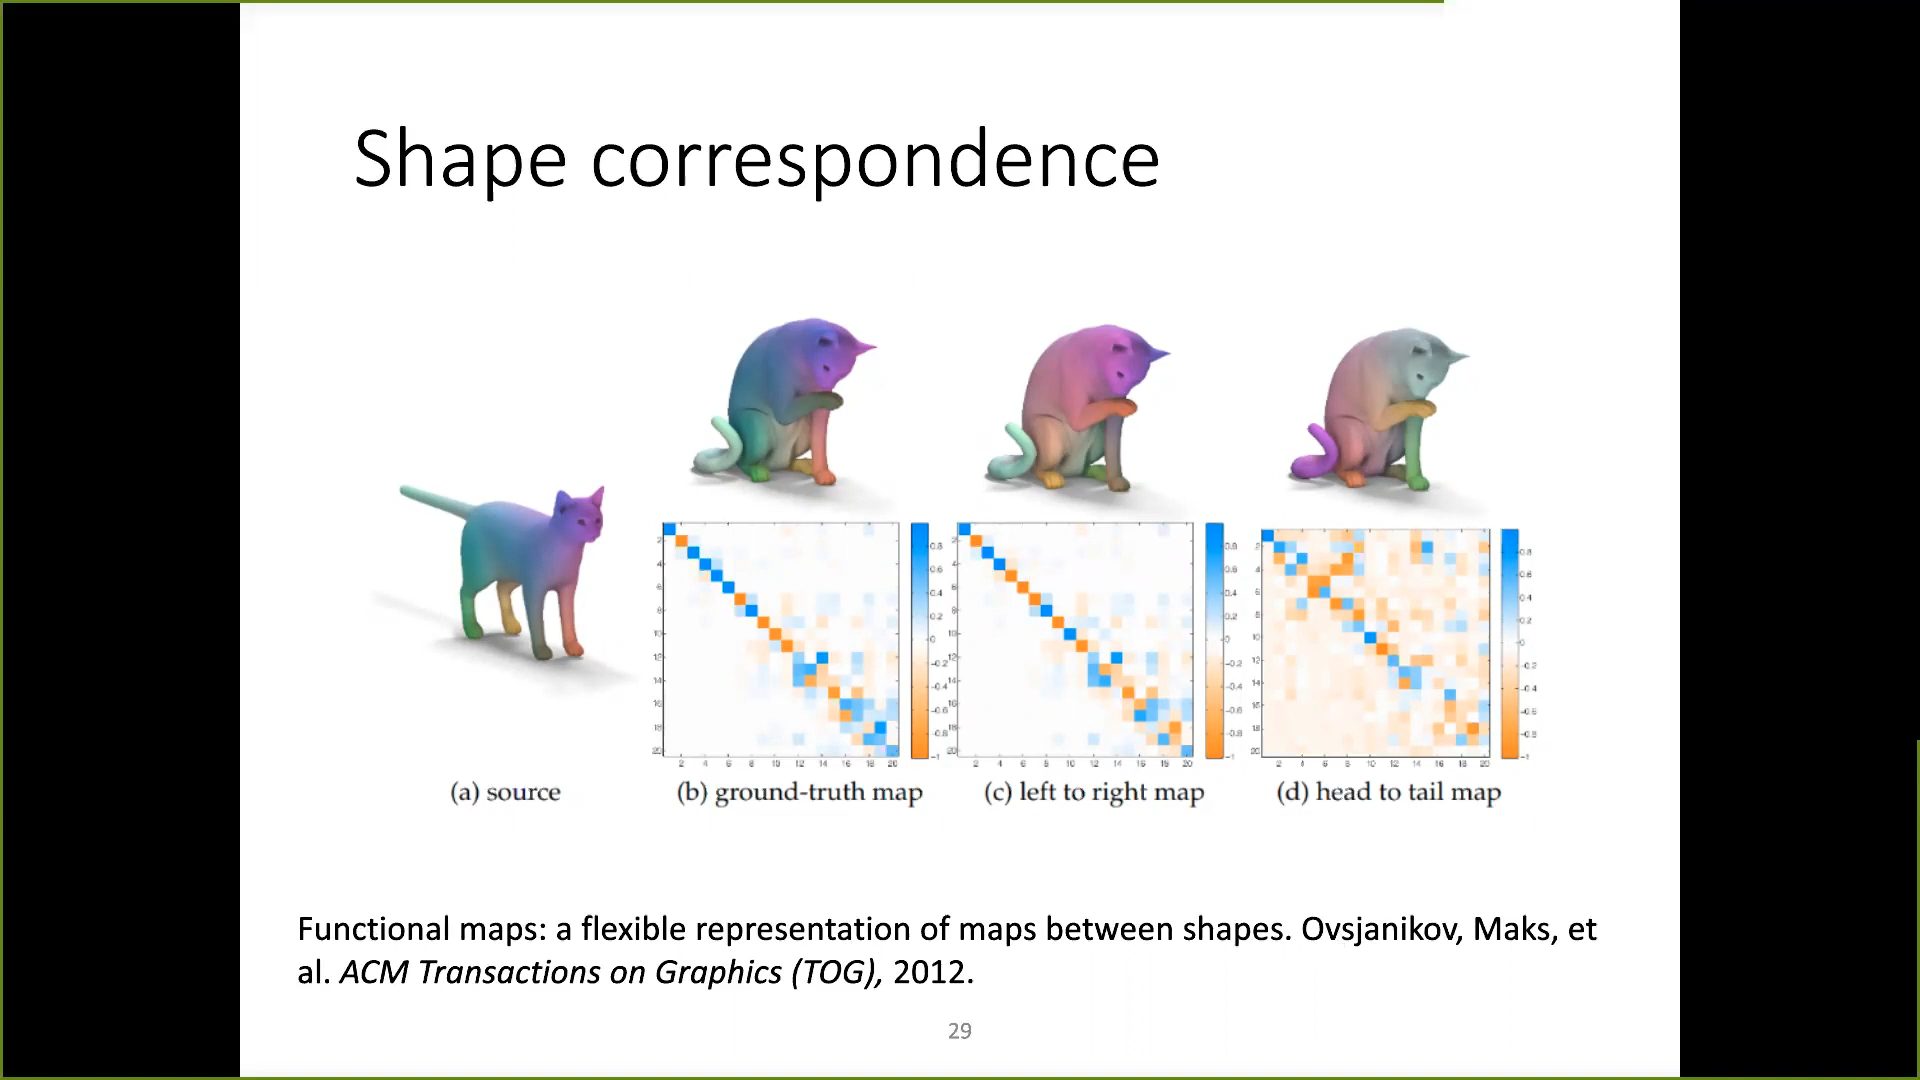 Shape correspondence
(a) source
(b) ground-truth map
(c) left to right map
(d) head to tail map
Functional maps: a flexible representation of maps between shapes. Ovsjanikov, Maks, et
al. ACM Transactions on Graphics (TOG), 2012.
29